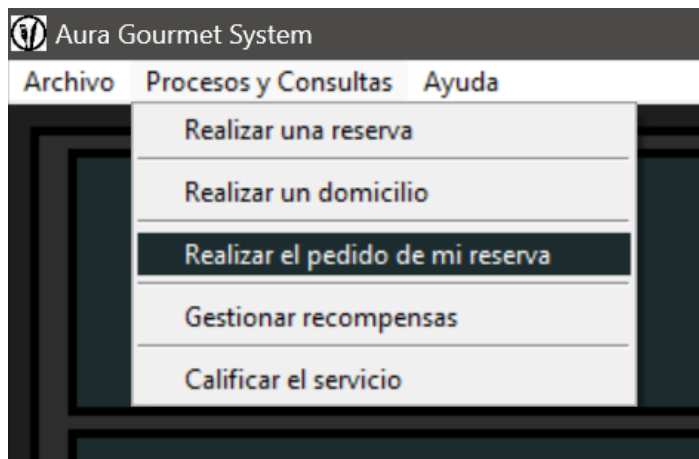 Aura Gourmet System
Archivo Procesos y Consultas Ayuda
Realizar una reserva
Realizar un domicilio
Realizar el pedido de mi reserva
Gestionar recompensas
Calificar el servicio